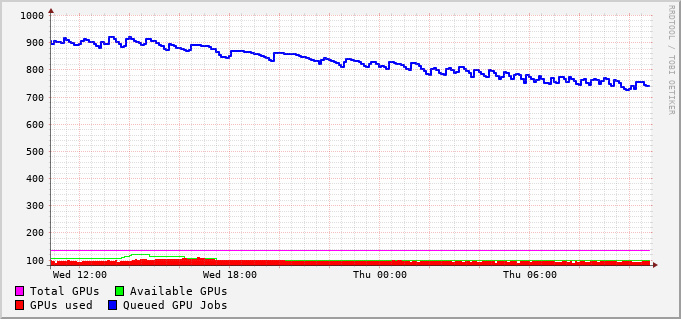 1000
900
800
700
600
500
400
300
200
100
Wed 12:00 Wed 18:00 Thu 00:00 Thu 06:00
Total GPUs Available GPUs
GPUs used Queued GPU Jobs
RRDTOOL / TOBI OETIKER